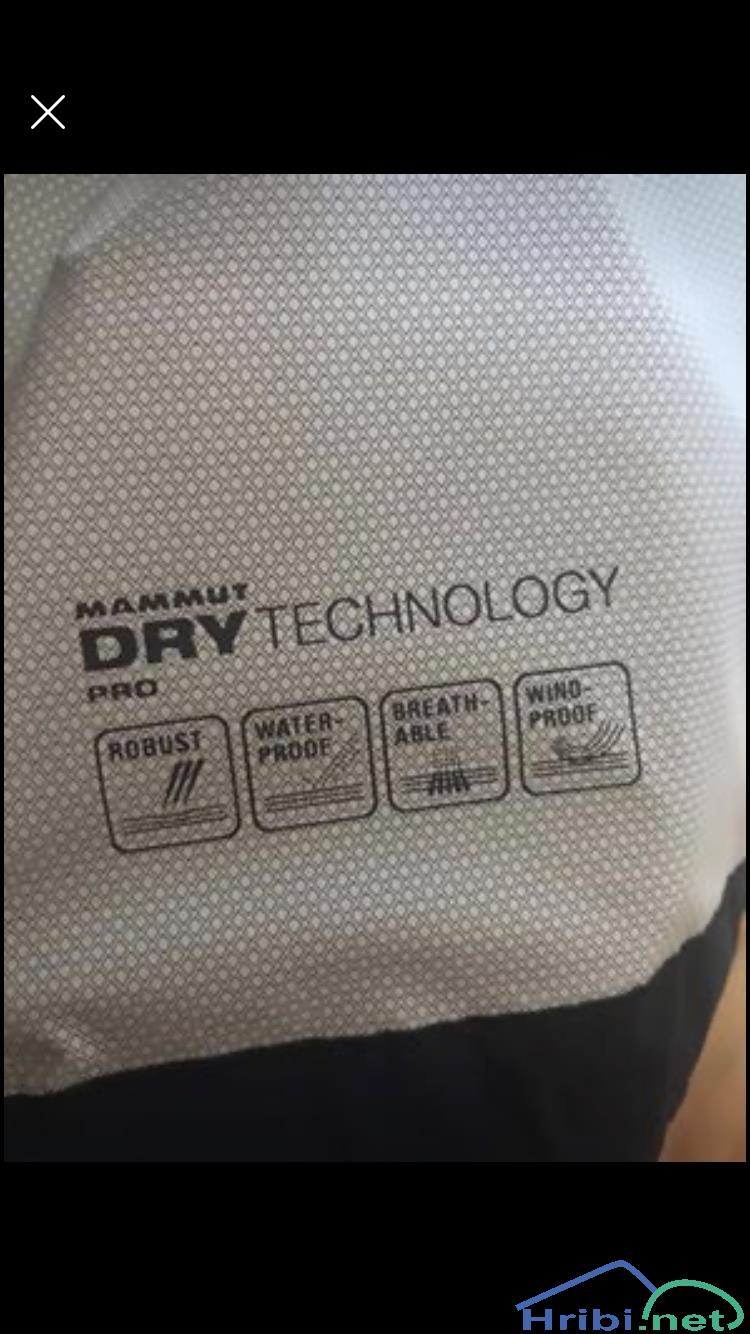 MAMMUT
DRY TECHNOLOGY
PRO
ROBUST
WATER-
PROOF
BREATH-
ABLE
WIND-
PROOF
Hribi.net